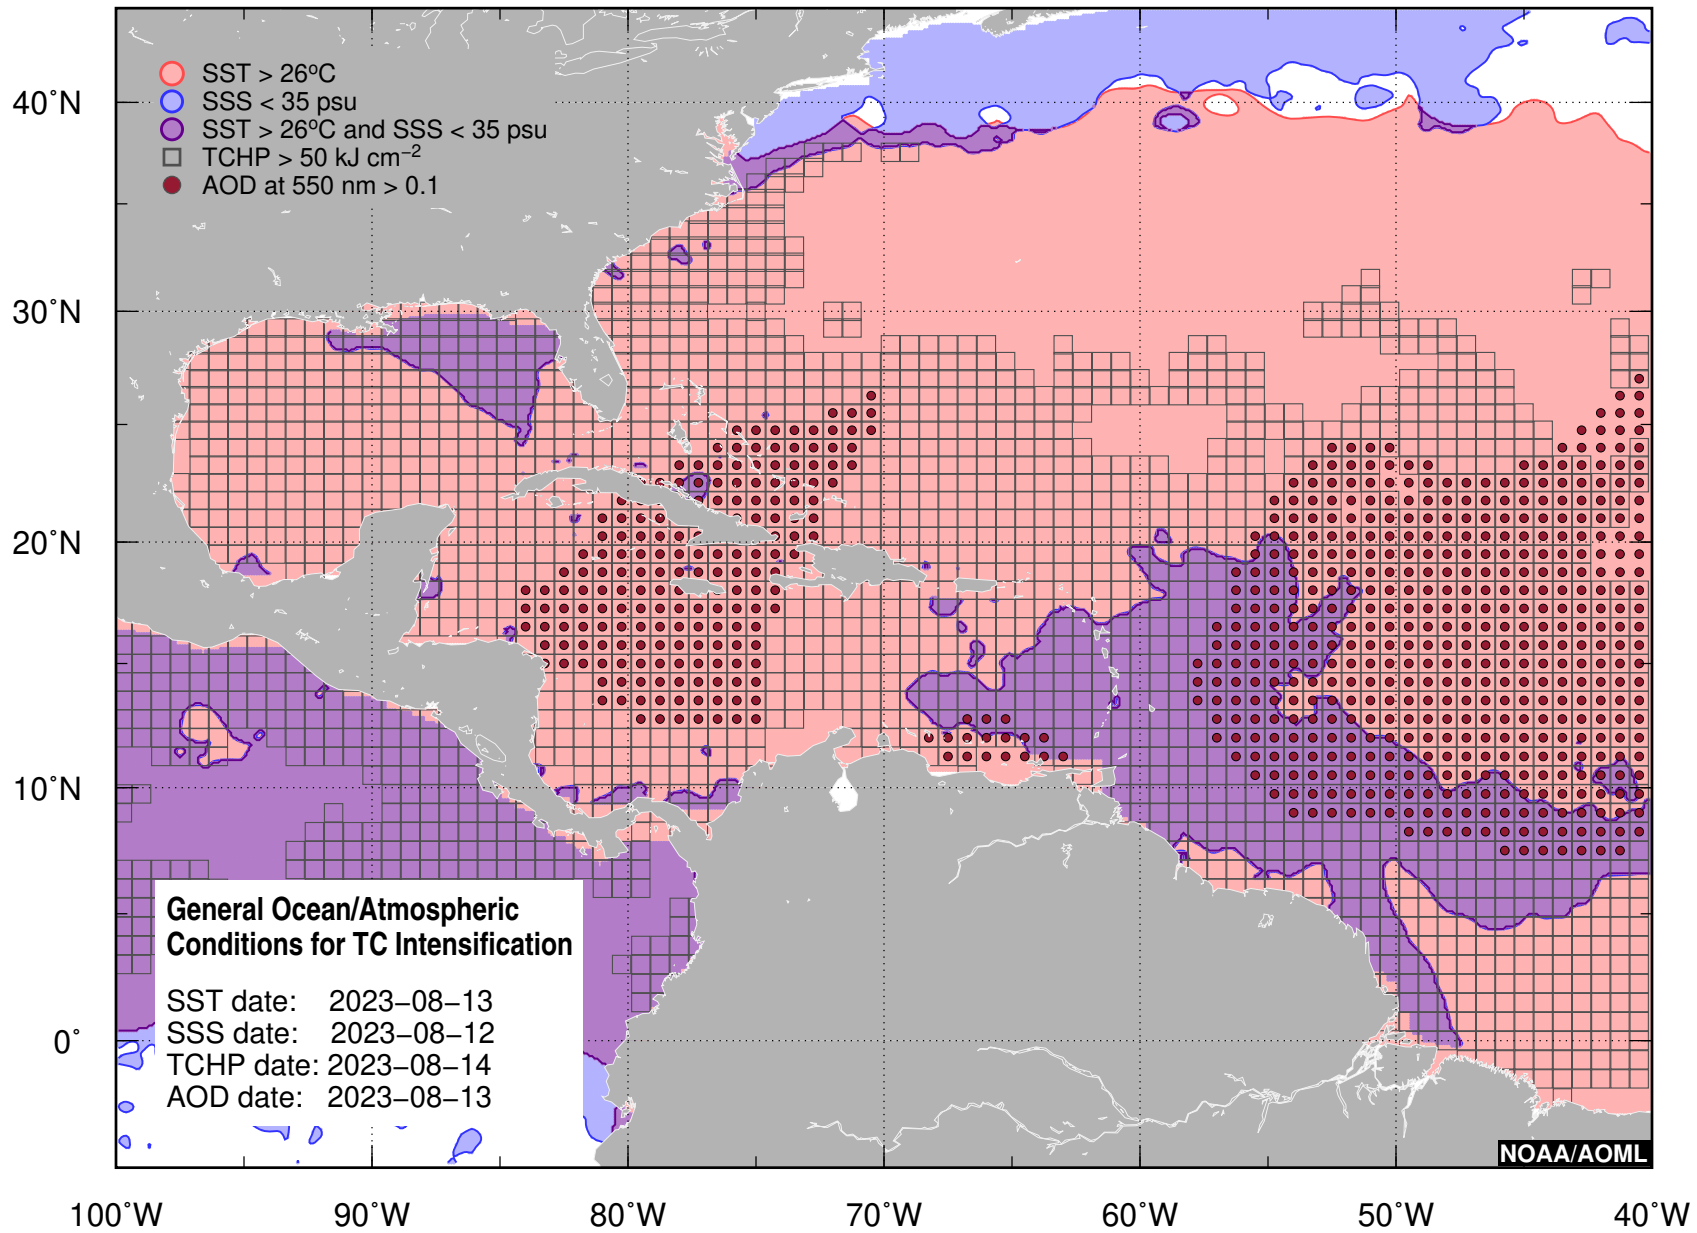 SST > 26ºC
SSS < 35 psu
SST > 26ºC and SSS < 35 psu
TCHP > 50 kJ cm⁻²
AOD at 550 nm > 0.1
40˚N
30˚N
20˚N
10˚N
0˚
General Ocean/Atmospheric
Conditions for TC Intensification
SST date: 2023−08−13
SSS date: 2023−08−12
TCHP date: 2023−08−14
AOD date: 2023−08−13
NOAA/AOML
100˚W 90˚W 80˚W 70˚W 60˚W 50˚W 40˚W